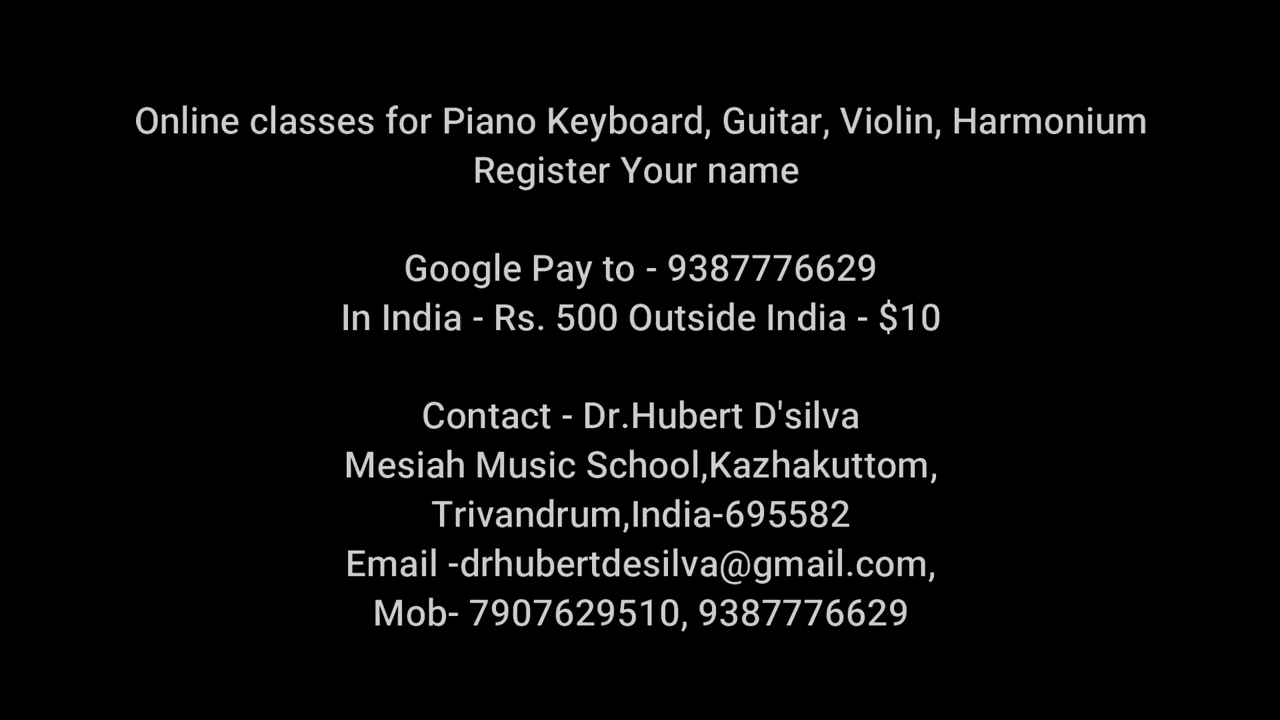 Online classes for Piano Keyboard, Guitar, Violin, Harmonium
Register Your name
Google Pay to - 9387776629
In India - Rs. 500 Outside India - $10
Contact - Dr.Hubert D'silva
Mesiah Music School,Kazhakuttom,
Trivandrum,India-695582
Email -drhubertdesilva@gmail.com,
Mob- 7907629510, 9387776629